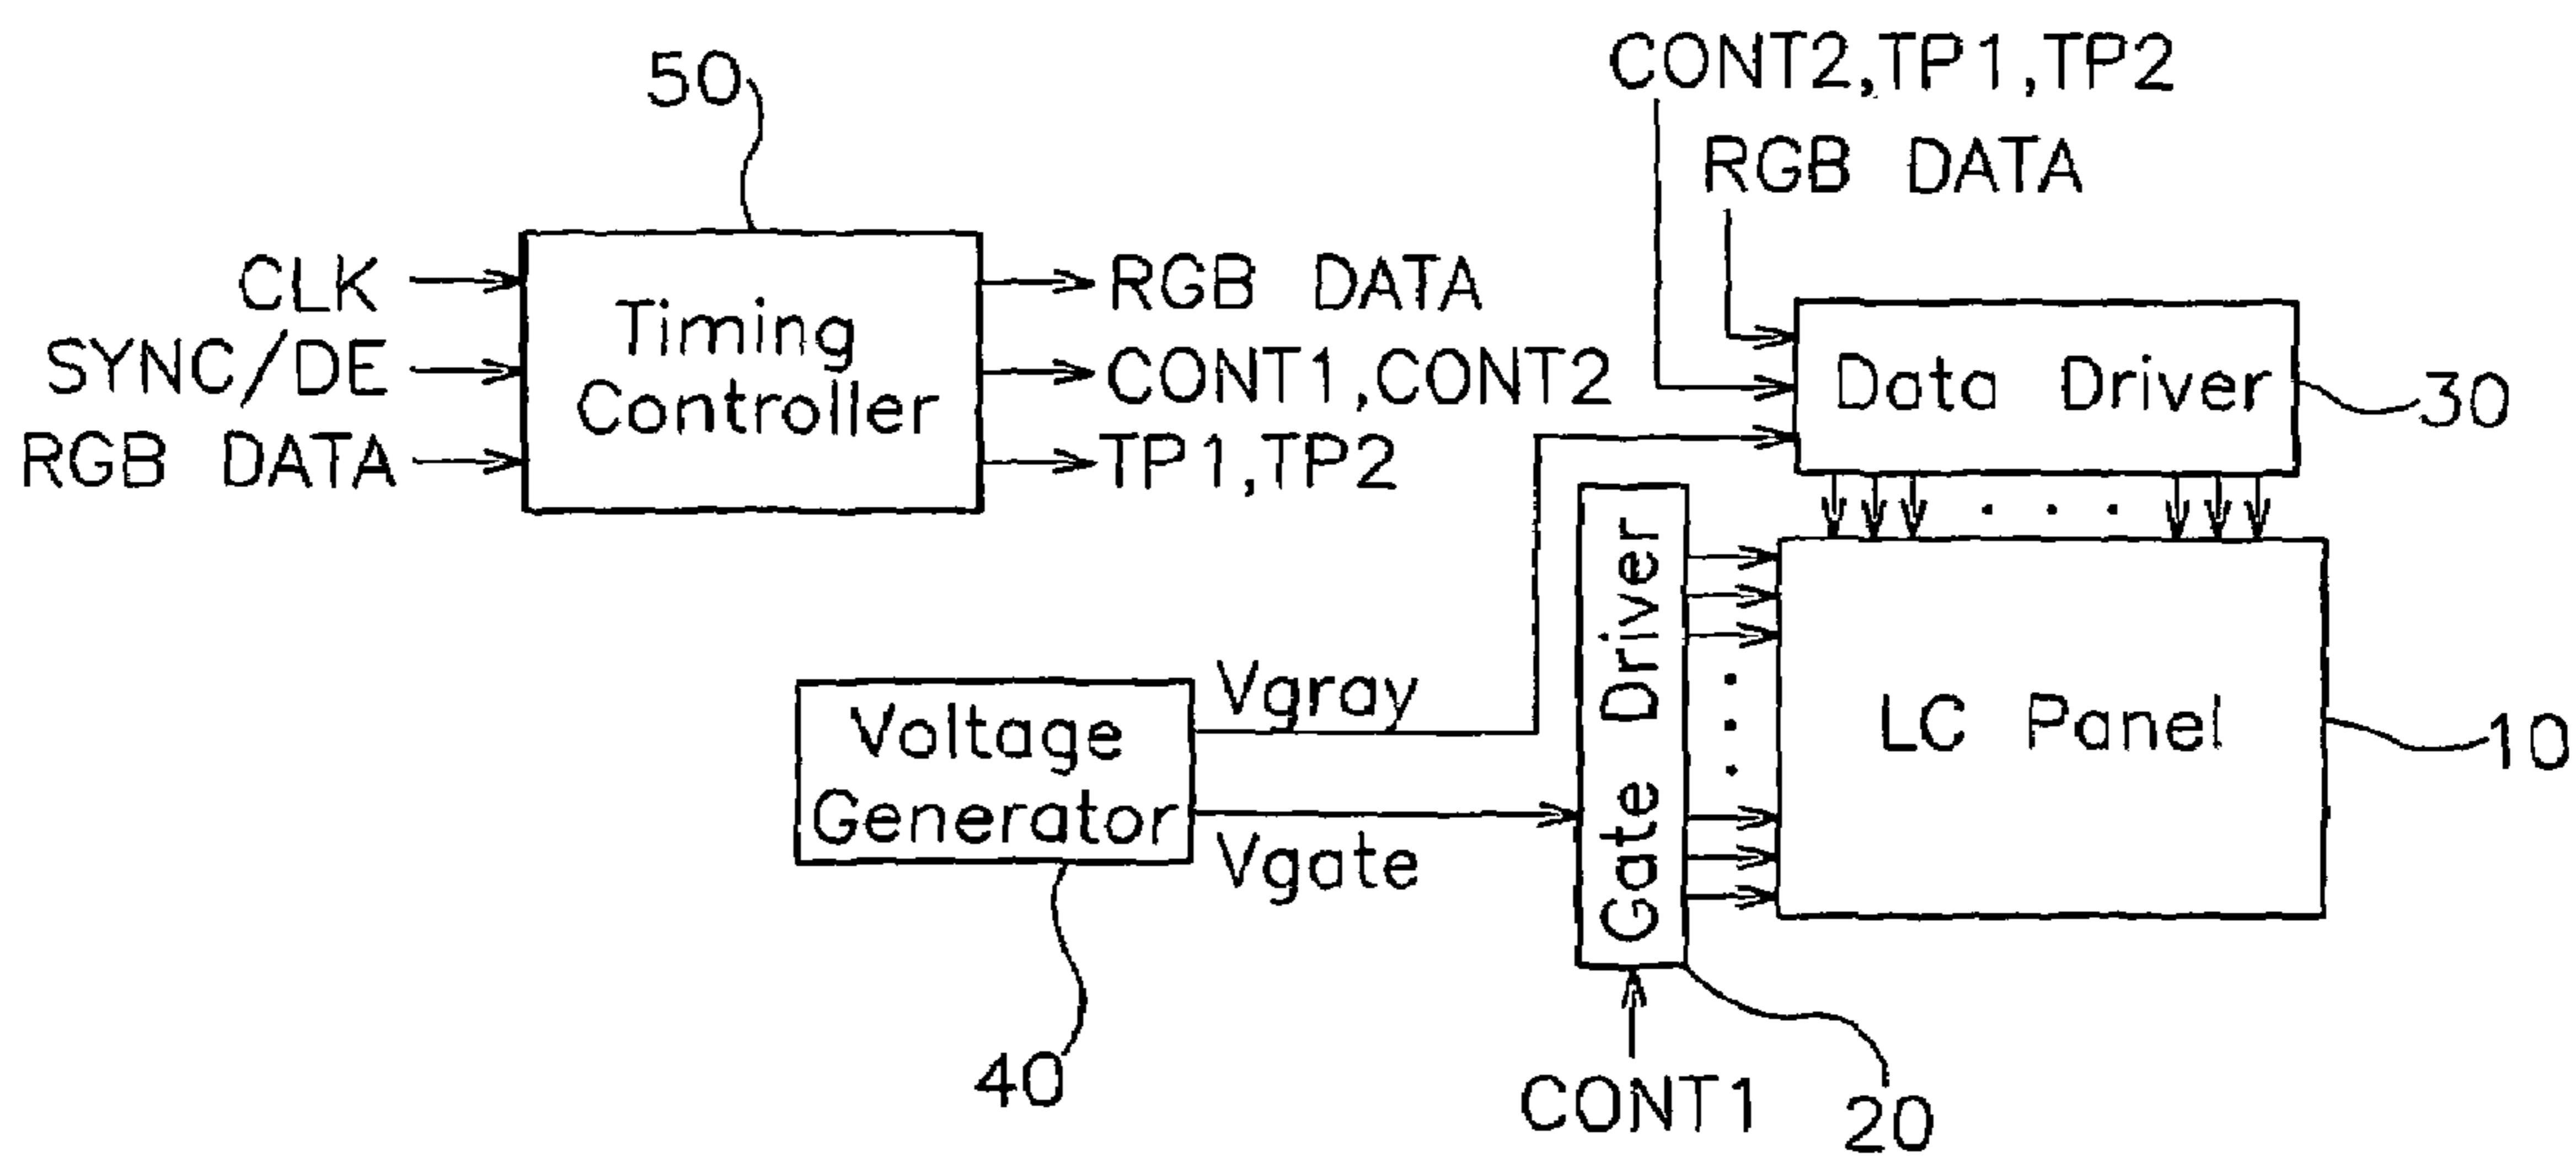 50
CLK
SYNC/DE
RGB DATA
Timing
Controller
RGB DATA
CONT1,CONT2
TP1,TP2
CONT2,TP1,TP2
RGB DATA
Data Driver
30
Gate Driver
LC Panel
10
Voltage
Generator
Vgray
Vgate
40
CONT1
20